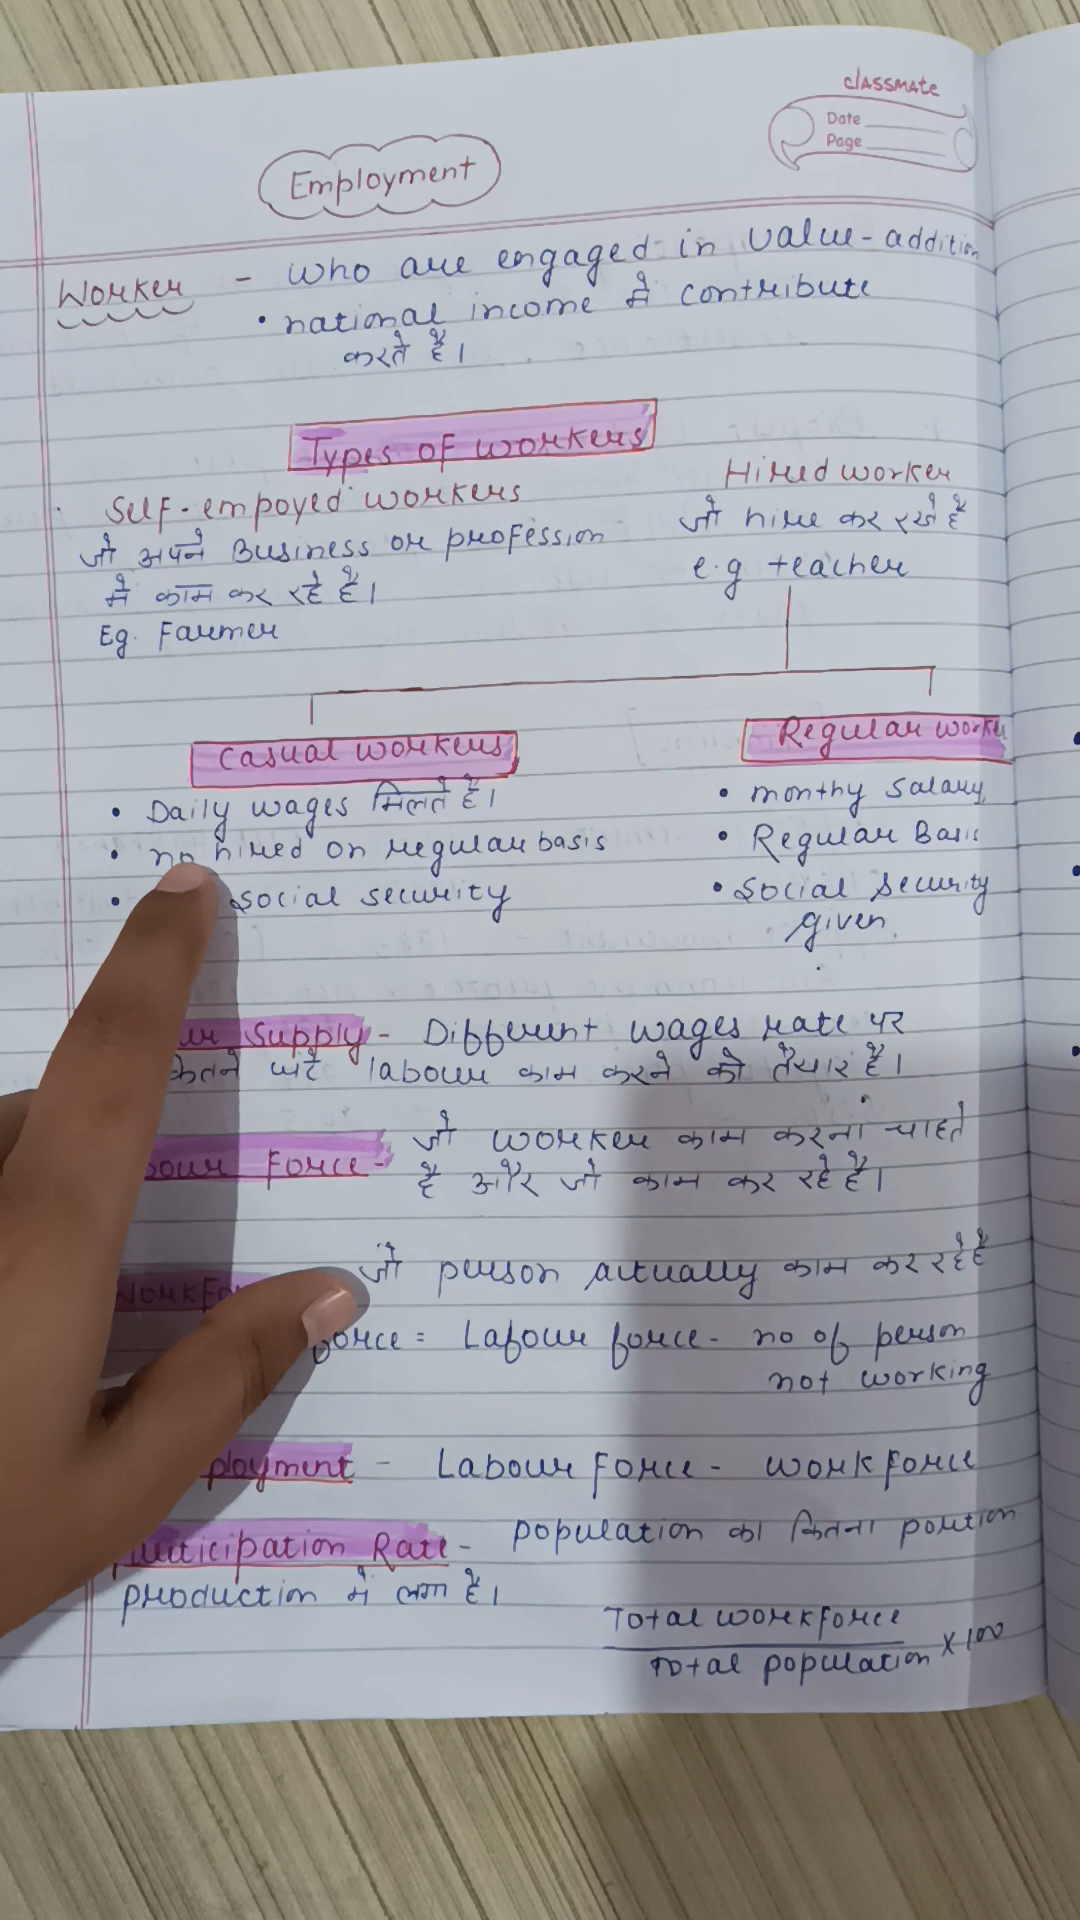 classmate
Date
Page
Employment
Worker - who are engaged in value-addition
• national income में contribute
करते है।
Types of workers
Self-empoyed workers
जो अपने Business or profession
में काम कर रहे है।
Eg. Farmer
Hired worker
जो hire कर रखे है
e.g teacher
Casual workers
• Daily wages मिलते है।
• no hired on regular basis
• social security
Regular worke
• monthy Salary
• Regular Basis
• Social Security
given.
Supply - Different wages rate पर
कितने घंटे labour काम करने को तैयार है।
Force - जो worker काम करना चाहते
है और जो काम कर रहे है।
जो person actually काम कर रहे है
force = Labour force - no of person
not working
ployment - Labour Force - workforce
Participation Rate - population का कितना portion
production में लगा है।
Total workforce
Total population × 100